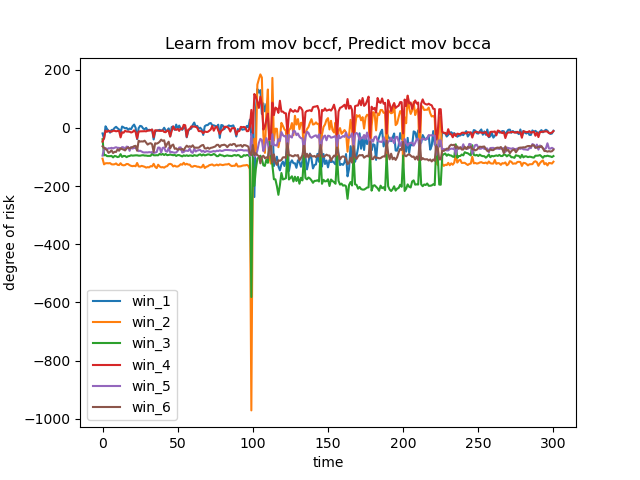 Learn from mov bccf, Predict mov bcca
degree of risk
200
0
−200
−400
−600
−800
−1000
win_1
win_2
win_3
win_4
win_5
win_6
0 50 100 150 200 250 300
time